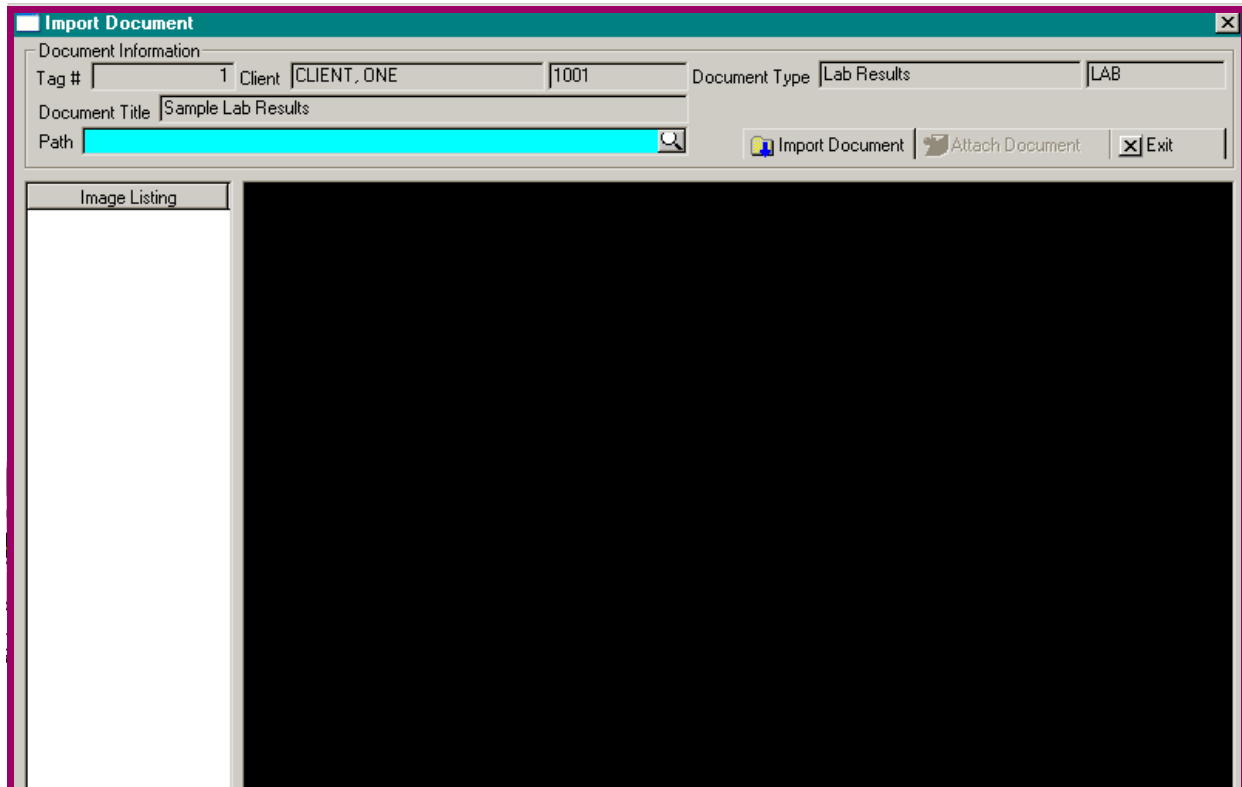 Import Document
Document Information
Tag # 1 Client CLIENT, ONE 1001 Document Type Lab Results LAB
Document Title Sample Lab Results
Path Import Document Attach Document Exit
Image Listing